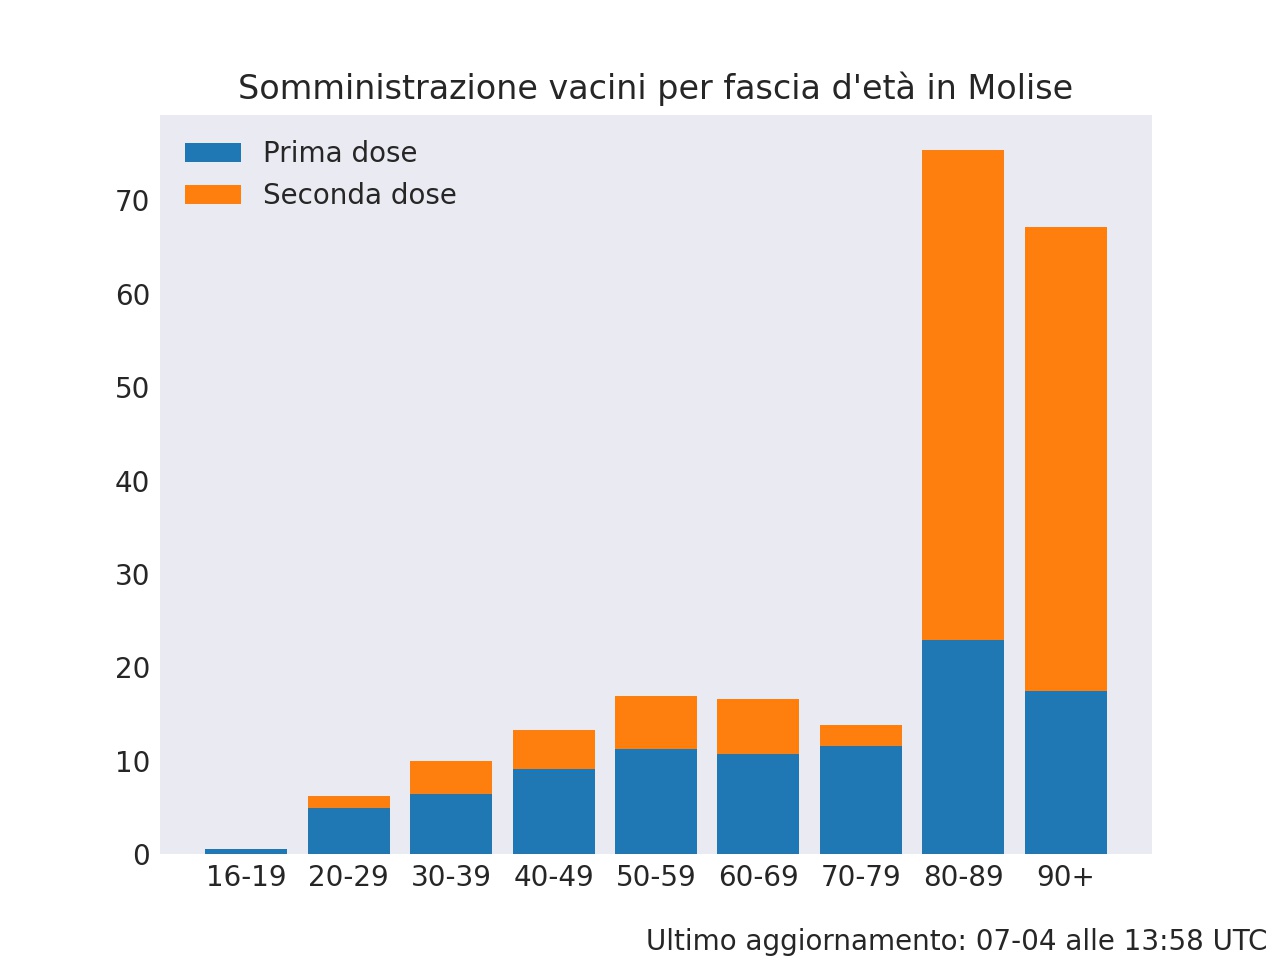 Somministrazione vacini per fascia d'età in Molise
Prima dose
Seconda dose
70
60
50
40
30
20
10
0
16-19 20-29 30-39 40-49 50-59 60-69 70-79 80-89 90+
Ultimo aggiornamento: 07-04 alle 13:58 UTC